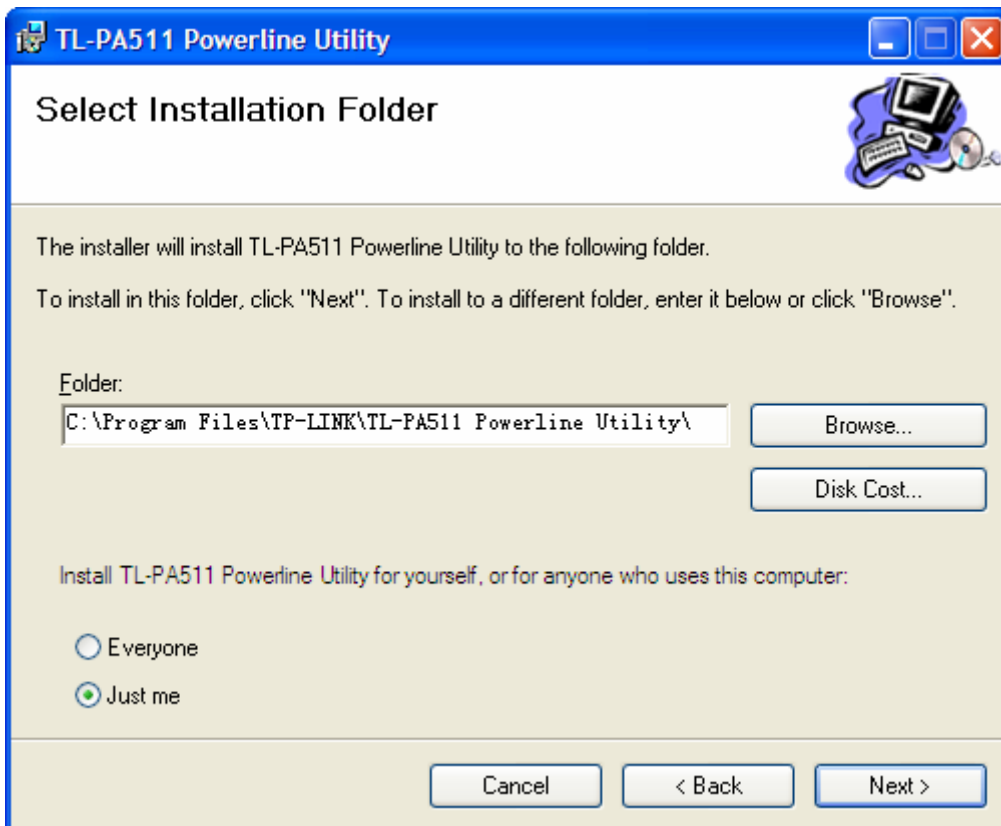 TL-PA511 Powerline Utility
Select Installation Folder
The installer will install TL-PA511 Powerline Utility to the following folder.
To install in this folder, click "Next". To install to a different folder, enter it below or click "Browse".
Folder:
C:\Program Files\TP-LINK\TL-PA511 Powerline Utility\
Browse...
Disk Cost...
Install TL-PA511 Powerline Utility for yourself, or for anyone who uses this computer:
Everyone
Just me
Cancel
< Back
Next >